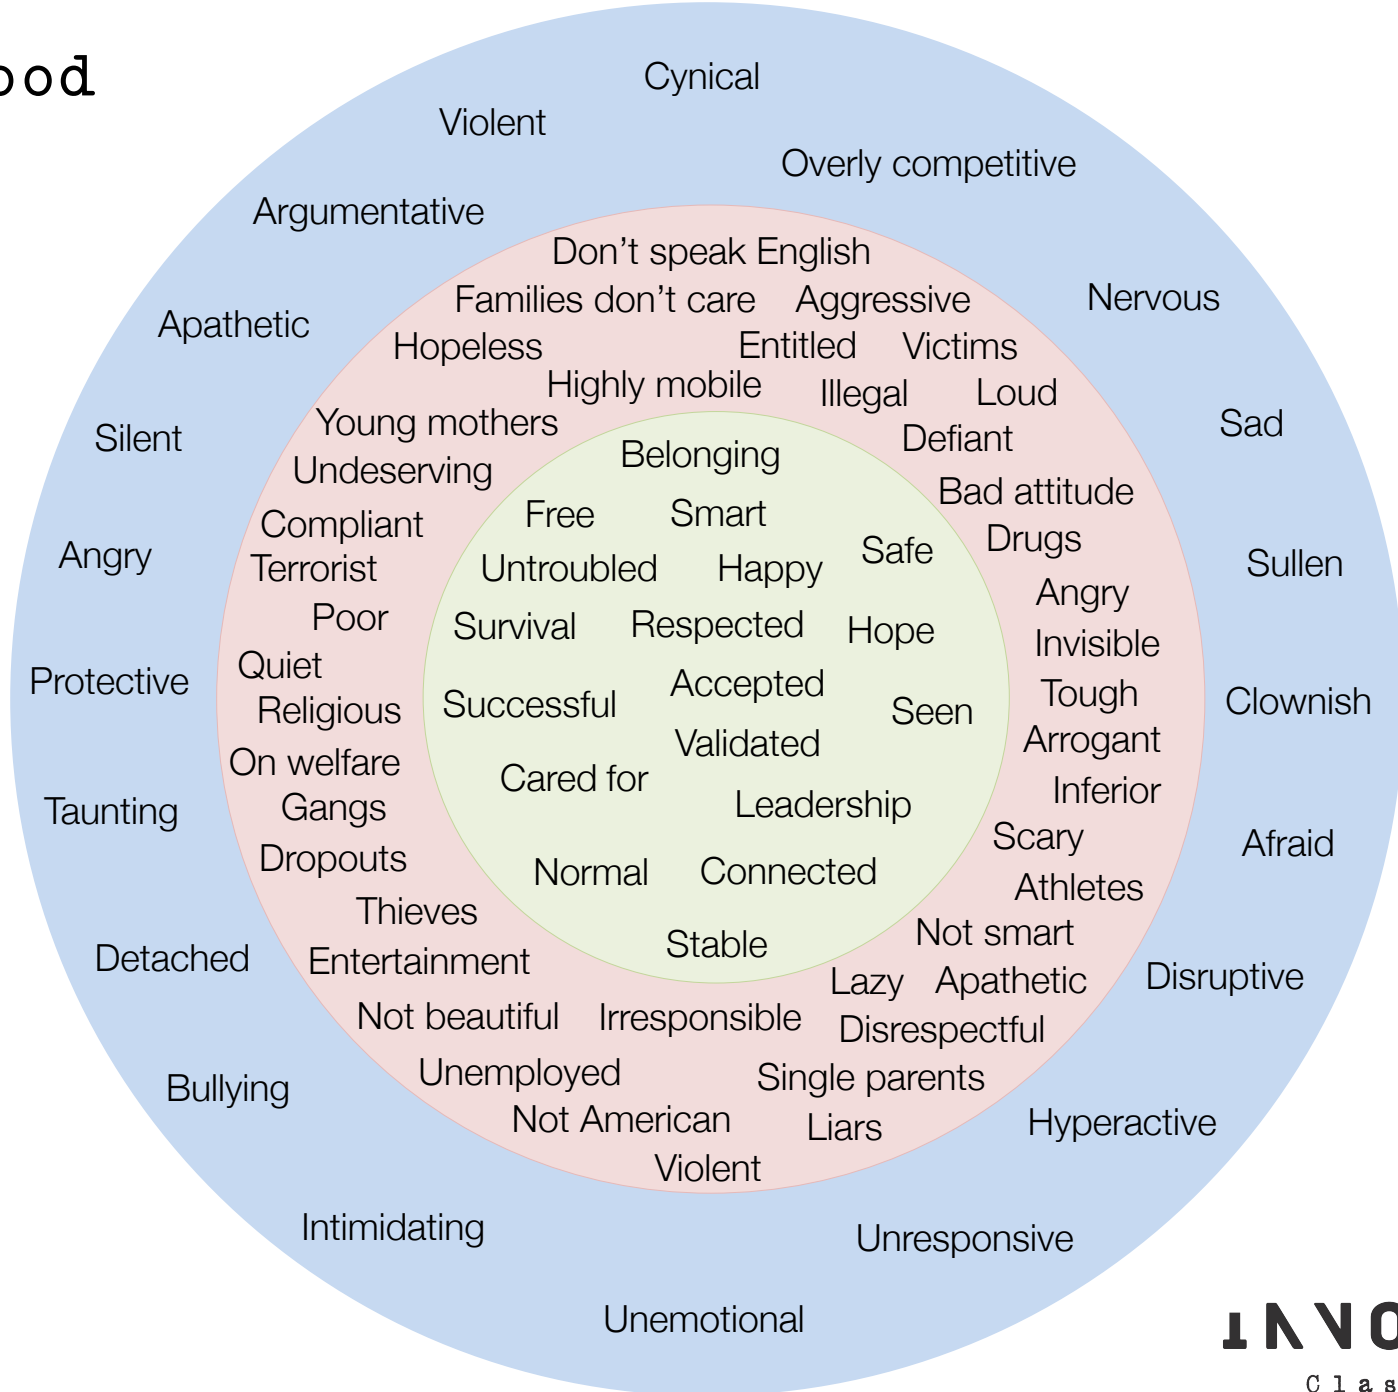 ood
Cynical
Violent
Overly competitive
Argumentative
Nervous
Apathetic
Silent
Sad
Angry
Sullen
Protective
Clownish
Taunting
Afraid
Detached
Disruptive
Bullying
Hyperactive
Intimidating
Unresponsive
Unemotional
Don’t speak English
Families don’t care
Aggressive
Hopeless
Entitled
Victims
Highly mobile
Illegal
Loud
Young mothers
Defiant
Undeserving
Bad attitude
Compliant
Drugs
Terrorist
Angry
Poor
Invisible
Quiet
Tough
Religious
Arrogant
On welfare
Inferior
Gangs
Scary
Dropouts
Athletes
Thieves
Not smart
Entertainment
Lazy
Apathetic
Not beautiful
Irresponsible
Disrespectful
Unemployed
Single parents
Not American
Liars
Violent
Belonging
Free
Smart
Safe
Untroubled
Happy
Survival
Respected
Hope
Accepted
Successful
Seen
Validated
Cared for
Leadership
Normal
Connected
Stable
Clas